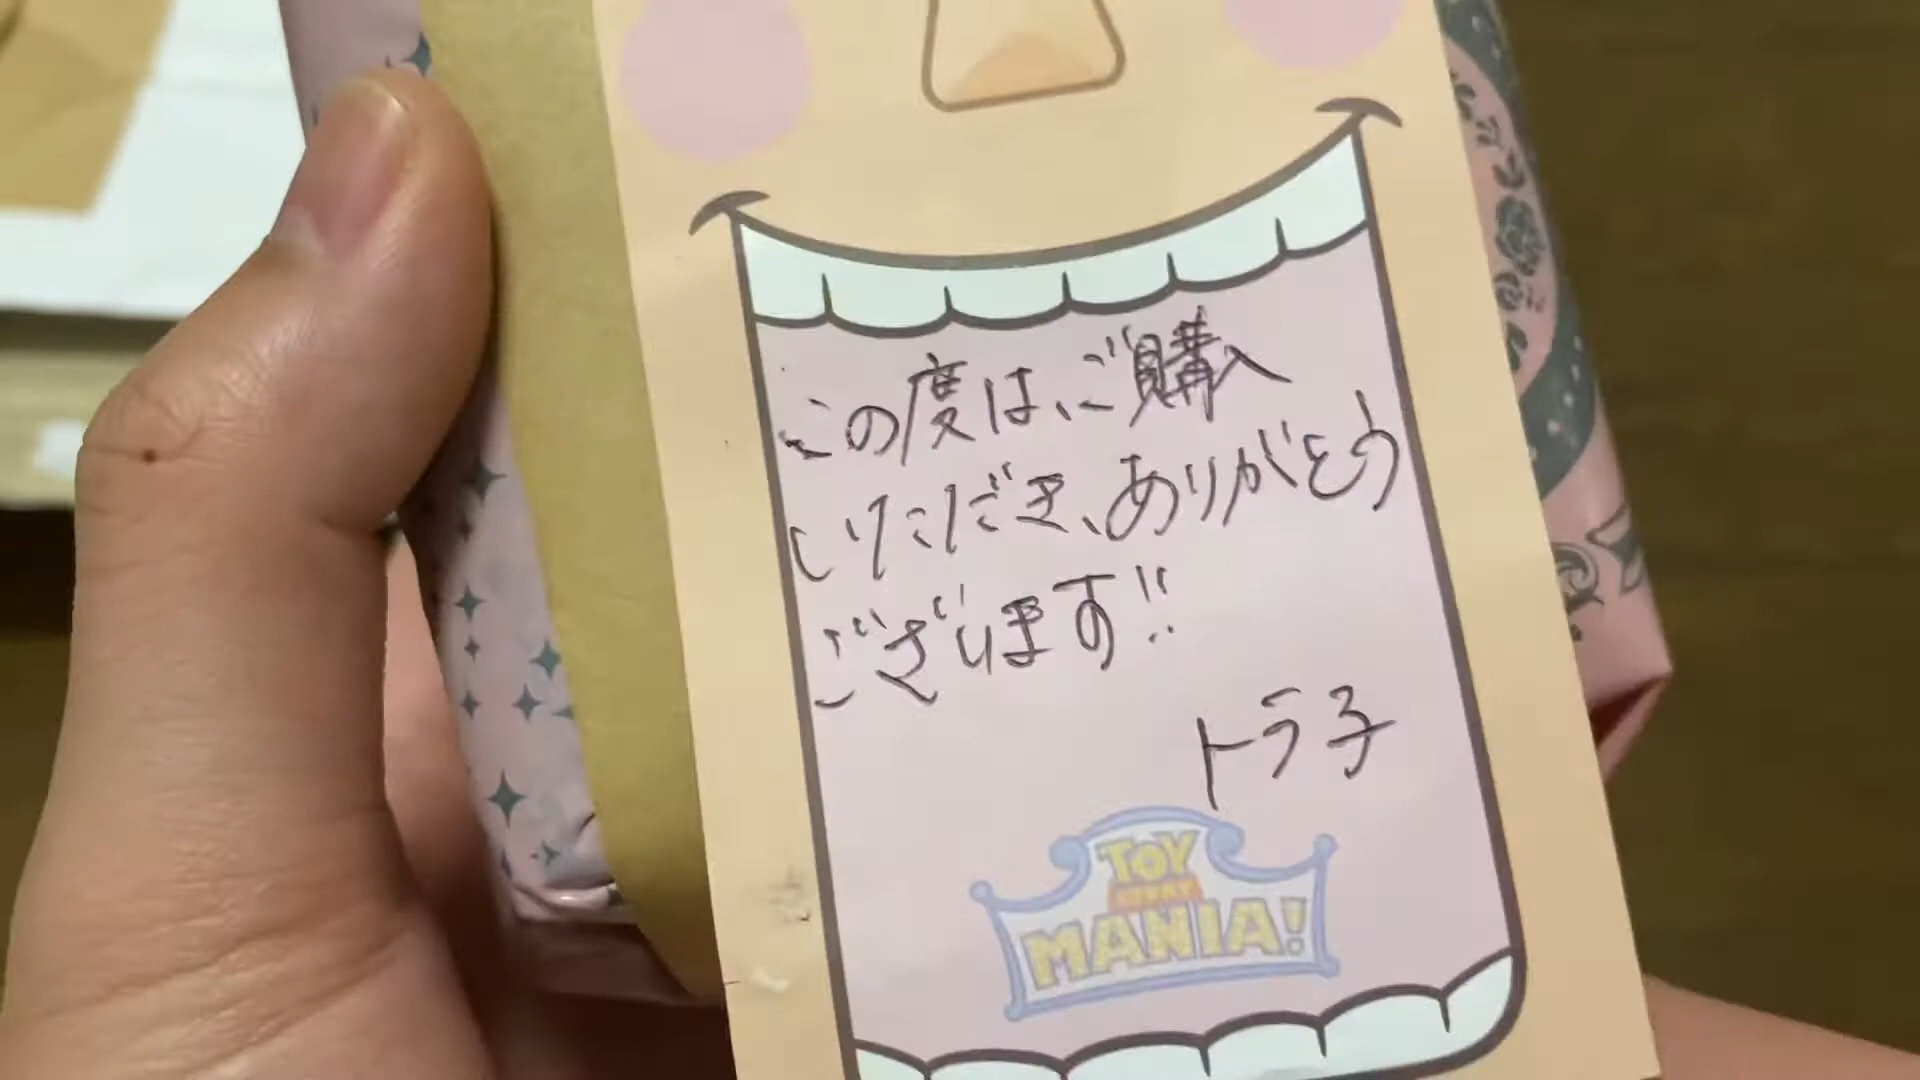 この度は、ご購入
いただき、ありがとう
ございます!!
トラ子
TOY
STORY
MANIA!